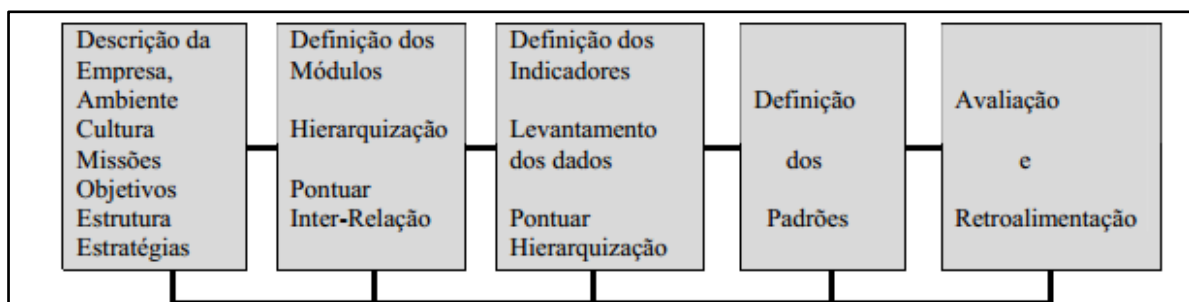 Descrição da
Empresa,
Ambiente
Cultura
Missões
Objetivos
Estrutura
Estratégias
Definição dos
Módulos
Hierarquização
Pontuar
Inter-Relação
Definição dos
Indicadores
Levantamento
dos dados
Pontuar
Hierarquização
Definição
dos
Padrões
Avaliação
e
Retroalimentação